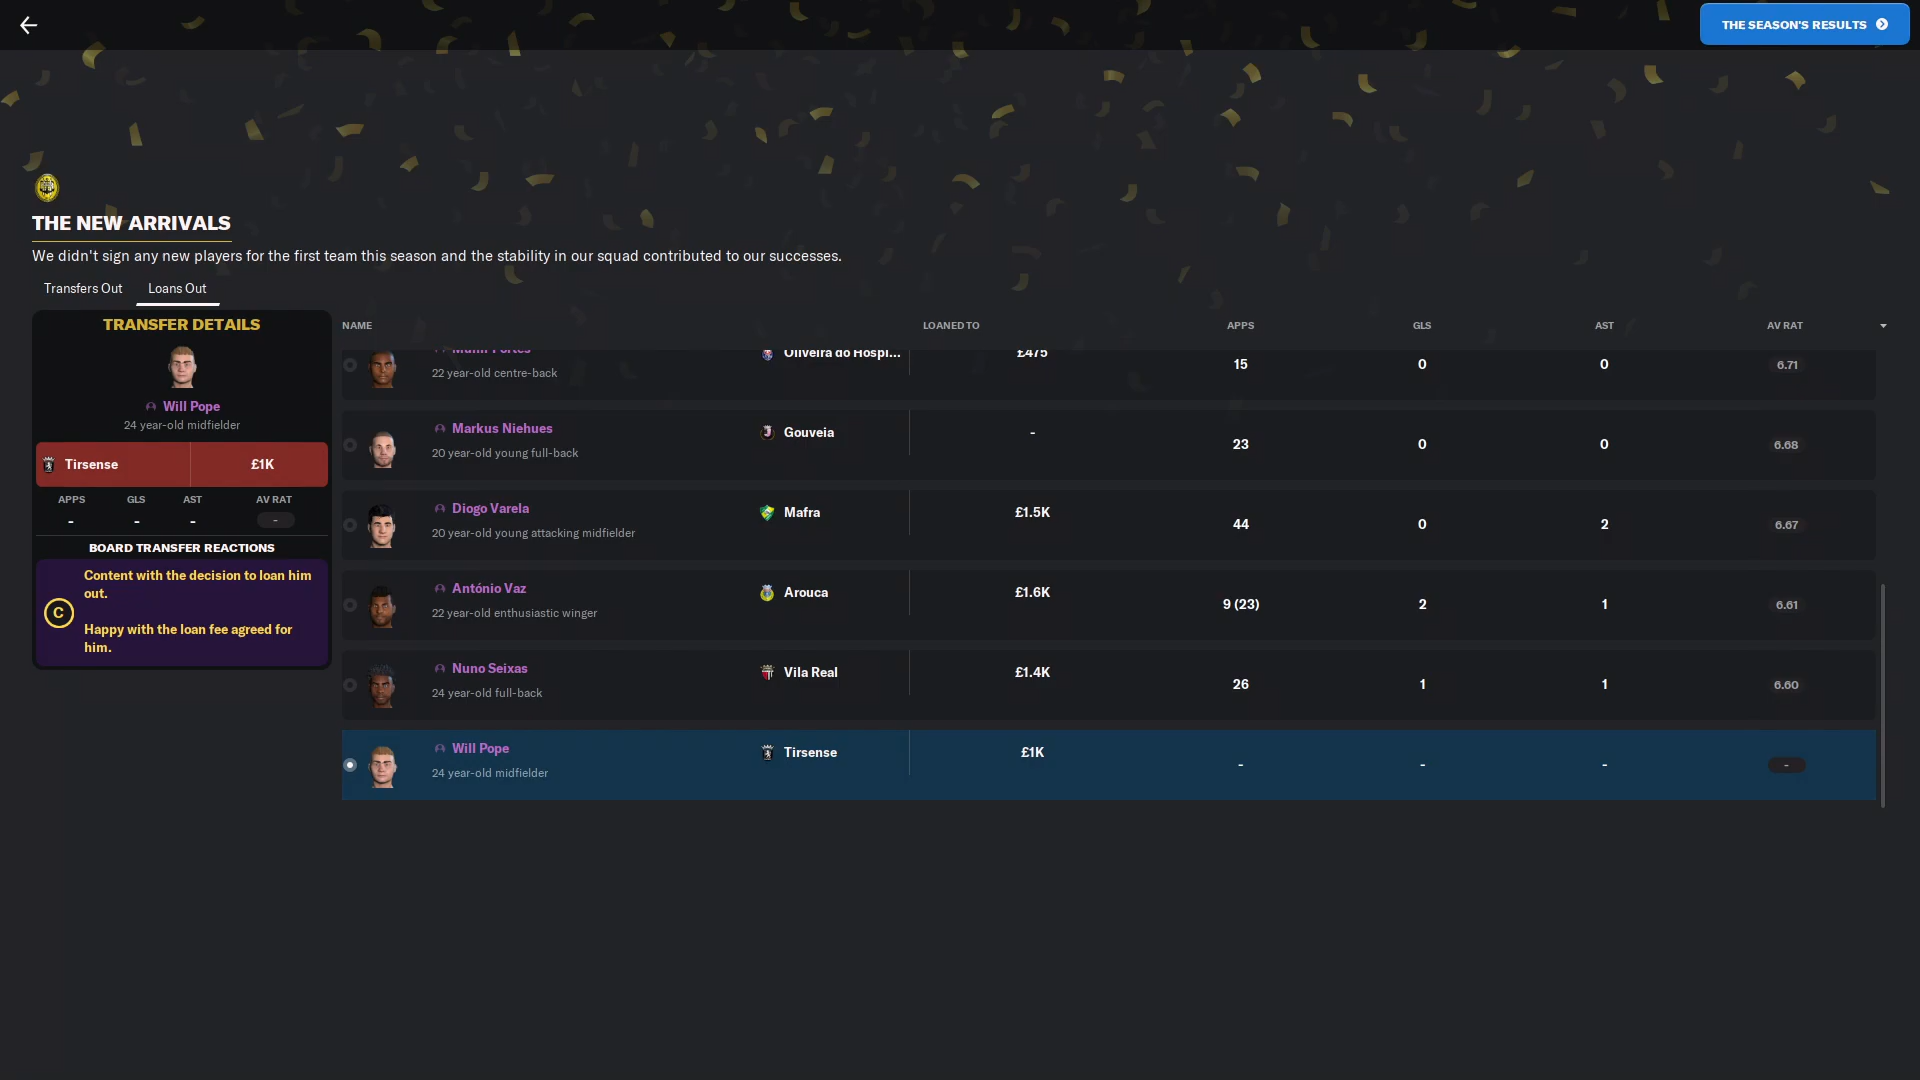 THE SEASON'S RESULTS
THE NEW ARRIVALS
We didn't sign any new players for the first team this season and the stability in our squad contributed to our successes.
Transfers Out Loans Out
TRANSFER DETAILS
Will Pope
24 year-old midfielder
Tirsense £1K
APPS GLS AST AV RAT
- - - -
BOARD TRANSFER REACTIONS
C
Content with the decision to loan him
out.
Happy with the loan fee agreed for
him.
NAME LOANED TO APPS GLS AST AV RAT
Oliveira do Hospi... £475
22 year-old centre-back 15 0 0 6.71
Markus Niehues Gouveia -
20 year-old young full-back 23 0 0 6.68
Diogo Varela Mafra £1.5K
20 year-old young attacking midfielder 44 0 2 6.67
António Vaz Arouca £1.6K
22 year-old enthusiastic winger 9 (23) 2 1 6.61
Nuno Seixas Vila Real £1.4K
24 year-old full-back 26 1 1 6.60
Will Pope Tirsense £1K
24 year-old midfielder - - - -